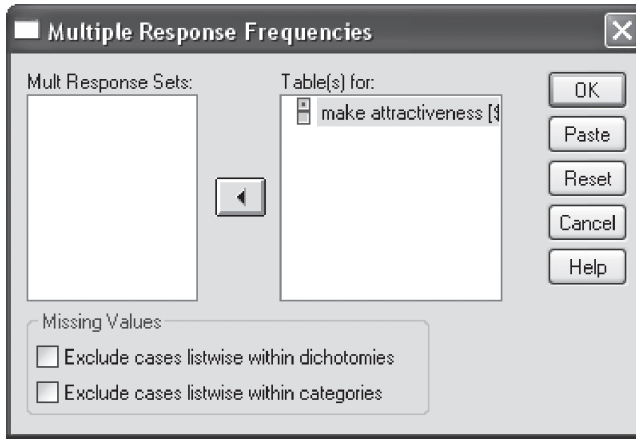 Multiple Response Frequencies
Mult Response Sets:
Table(s) for:
make attractiveness [$
OK
Paste
Reset
Cancel
Help
Missing Values
Exclude cases listwise within dichotomies
Exclude cases listwise within categories